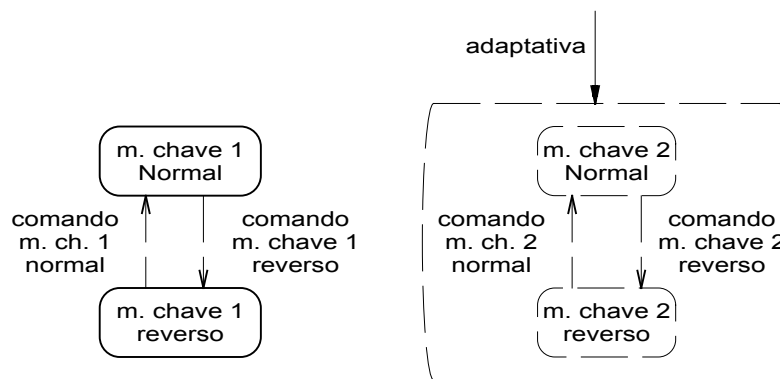 adaptativa
m. chave 1
Normal
comando
m. ch. 1
normal
comando
m. chave 1
reverso
m. chave 1
reverso
m. chave 2
Normal
comando
m. ch. 2
normal
comando
m. chave 2
reverso
m. chave 2
reverso